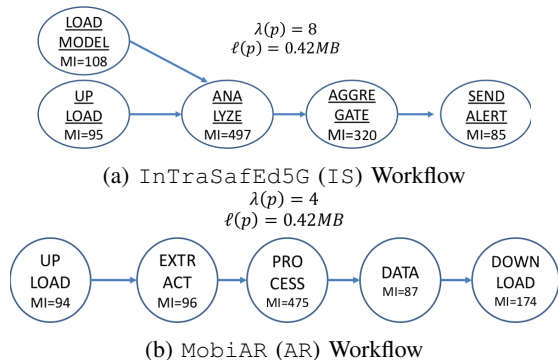 λ(p) = 8
ℓ(p) = 0.42MB
LOAD
MODEL
MI=108
UP
LOAD
MI=95
ANA
LYZE
MI=497
AGGRE
GATE
MI=320
SEND
ALERT
MI=85
(a) InTraSafEd5G (IS) Workflow
λ(p) = 4
ℓ(p) = 0.42MB
UP
LOAD
MI=94
EXTR
ACT
MI=96
PRO
CESS
MI=475
DATA
MI=87
DOWN
LOAD
MI=174
(b) MobiAR (AR) Workflow